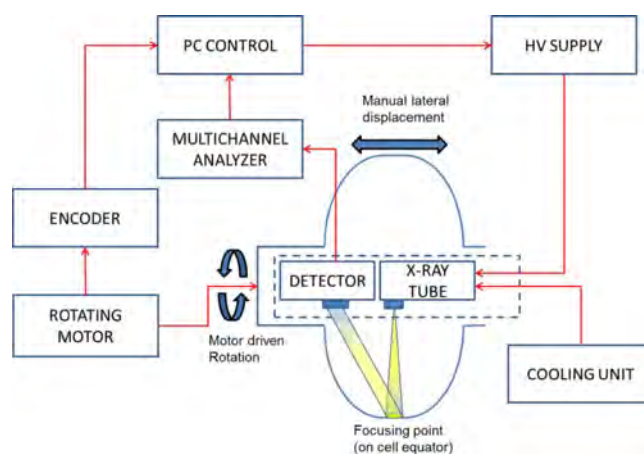 PC CONTROL
HV SUPPLY
Manual lateral
displacement
MULTICHANNEL
ANALYZER
ENCODER
DETECTOR
X-RAY
TUBE
ROTATING
MOTOR
Motor driven
Rotation
COOLING UNIT
Focusing point
(on cell equator)